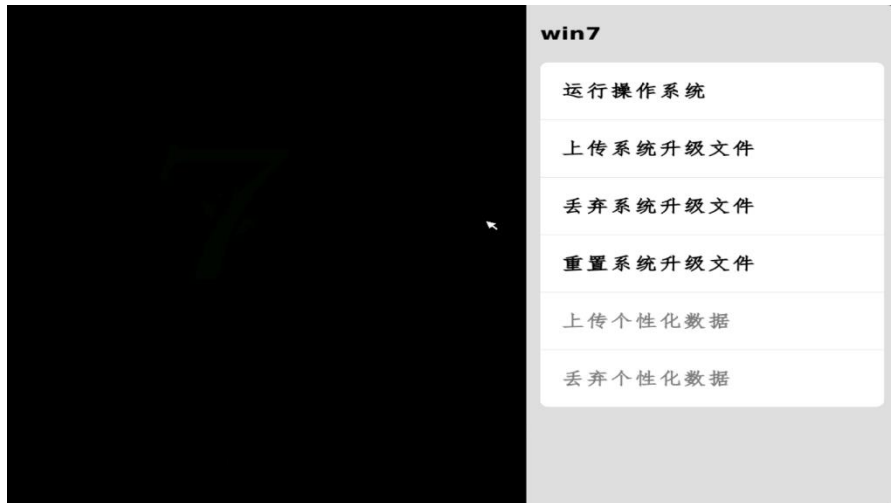 win7
运行操作系统
上传系统升级文件
丢弃系统升级文件
重置系统升级文件
上传个性化数据
丢弃个性化数据
7